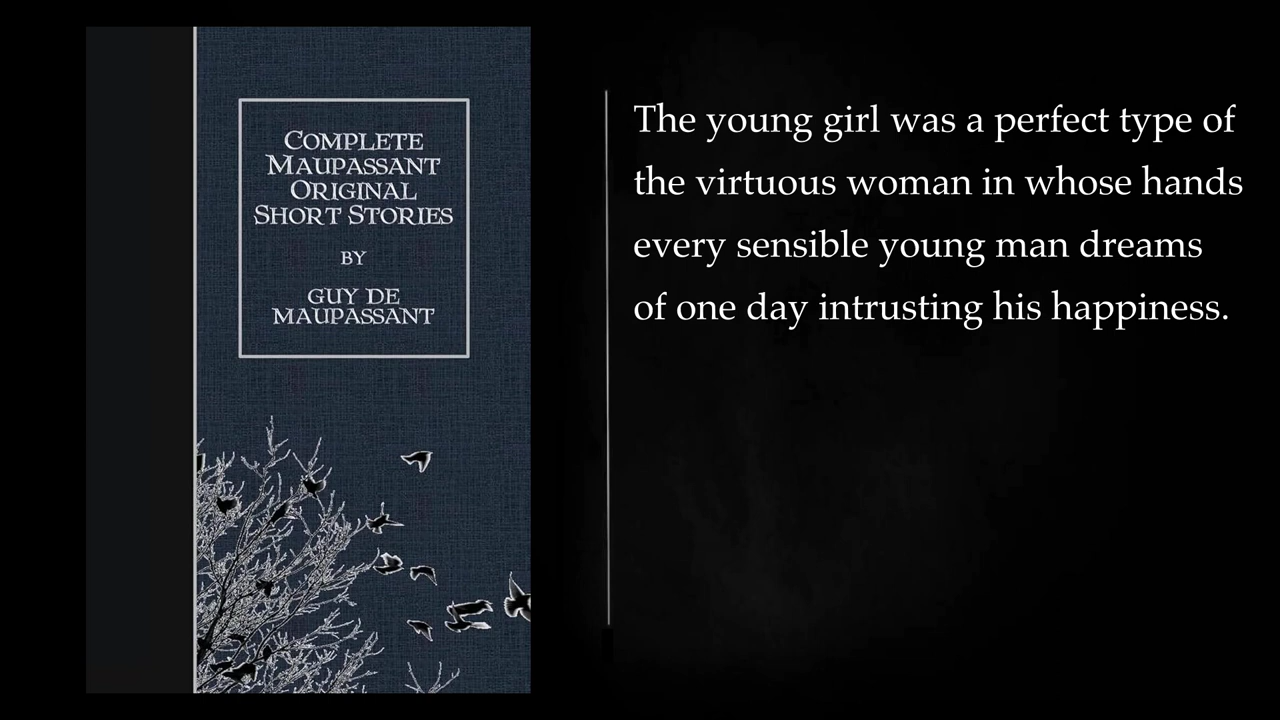 COMPLETE
MAUPASSANT
ORIGINAL
SHORT STORIES
BY
GUY DE
MAUPASSANT
The young girl was a perfect type of
the virtuous woman in whose hands
every sensible young man dreams
of one day intrusting his happiness.